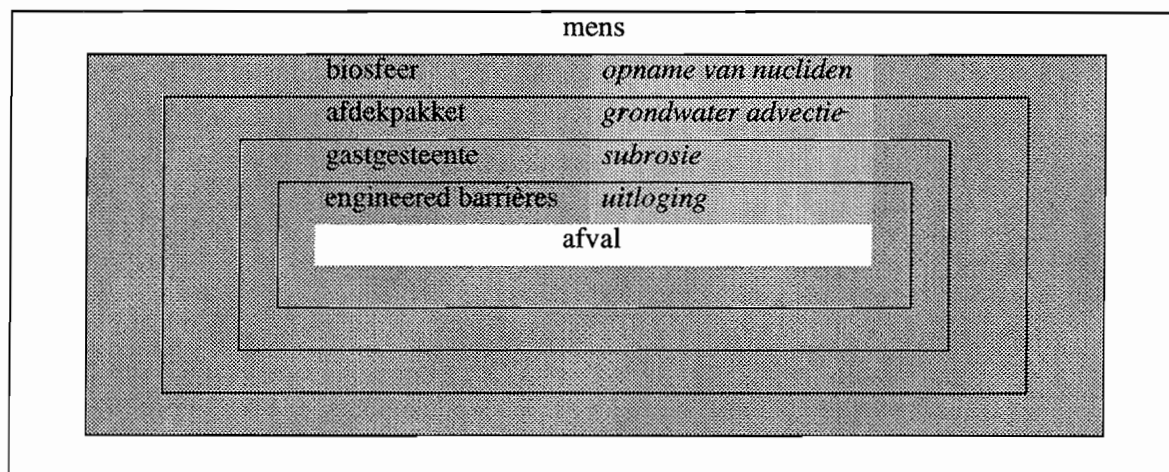 mens
biosfeer opname van nucliden
afdekpakket grondwater advectie
gastgesteente subrosie
engineered barrières uitloging
afval